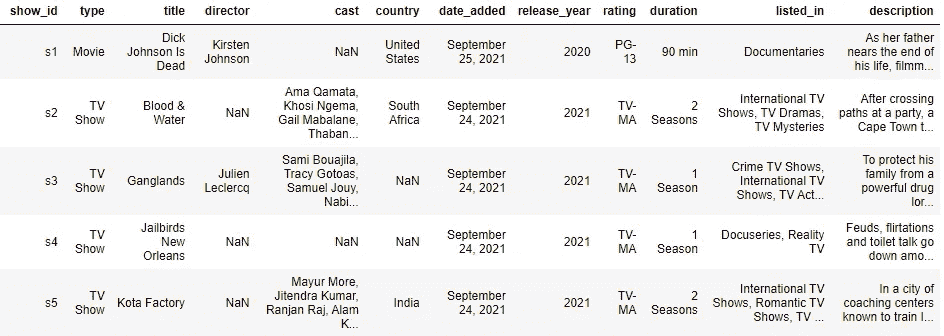 show_id type title director cast country date_added release_year rating duration listed_in description
s1 Movie Dick Johnson Is Dead Kirsten Johnson NaN United States September 25, 2021 2020 PG-13 90 min Documentaries As her father nears the end of his life, filmm...
s2 TV Show Blood & Water NaN Ama Qamata, Khosi Ngema, Gail Mabalane, Thaban... South Africa September 24, 2021 2021 TV-MA 2 Seasons International TV Shows, TV Dramas, TV Mysteries After crossing paths at a party, a Cape Town t...
s3 TV Show Ganglands Julien Leclercq Sami Bouajila, Tracy Gotoas, Samuel Jouy, Nabi... NaN September 24, 2021 2021 TV-MA 1 Season Crime TV Shows, International TV Shows, TV Act... To protect his family from a powerful drug lor...
s4 TV Show Jailbirds New Orleans NaN NaN NaN September 24, 2021 2021 TV-MA 1 Season Docuseries, Reality TV Feuds, flirtations and toilet talk go down amo...
s5 TV Show Kota Factory NaN Mayur More, Jitendra Kumar, Ranjan Raj, Alam K... India September 24, 2021 2021 TV-MA 2 Seasons International TV Shows, Romantic TV Shows, TV ... In a city of coaching centers known to train I...